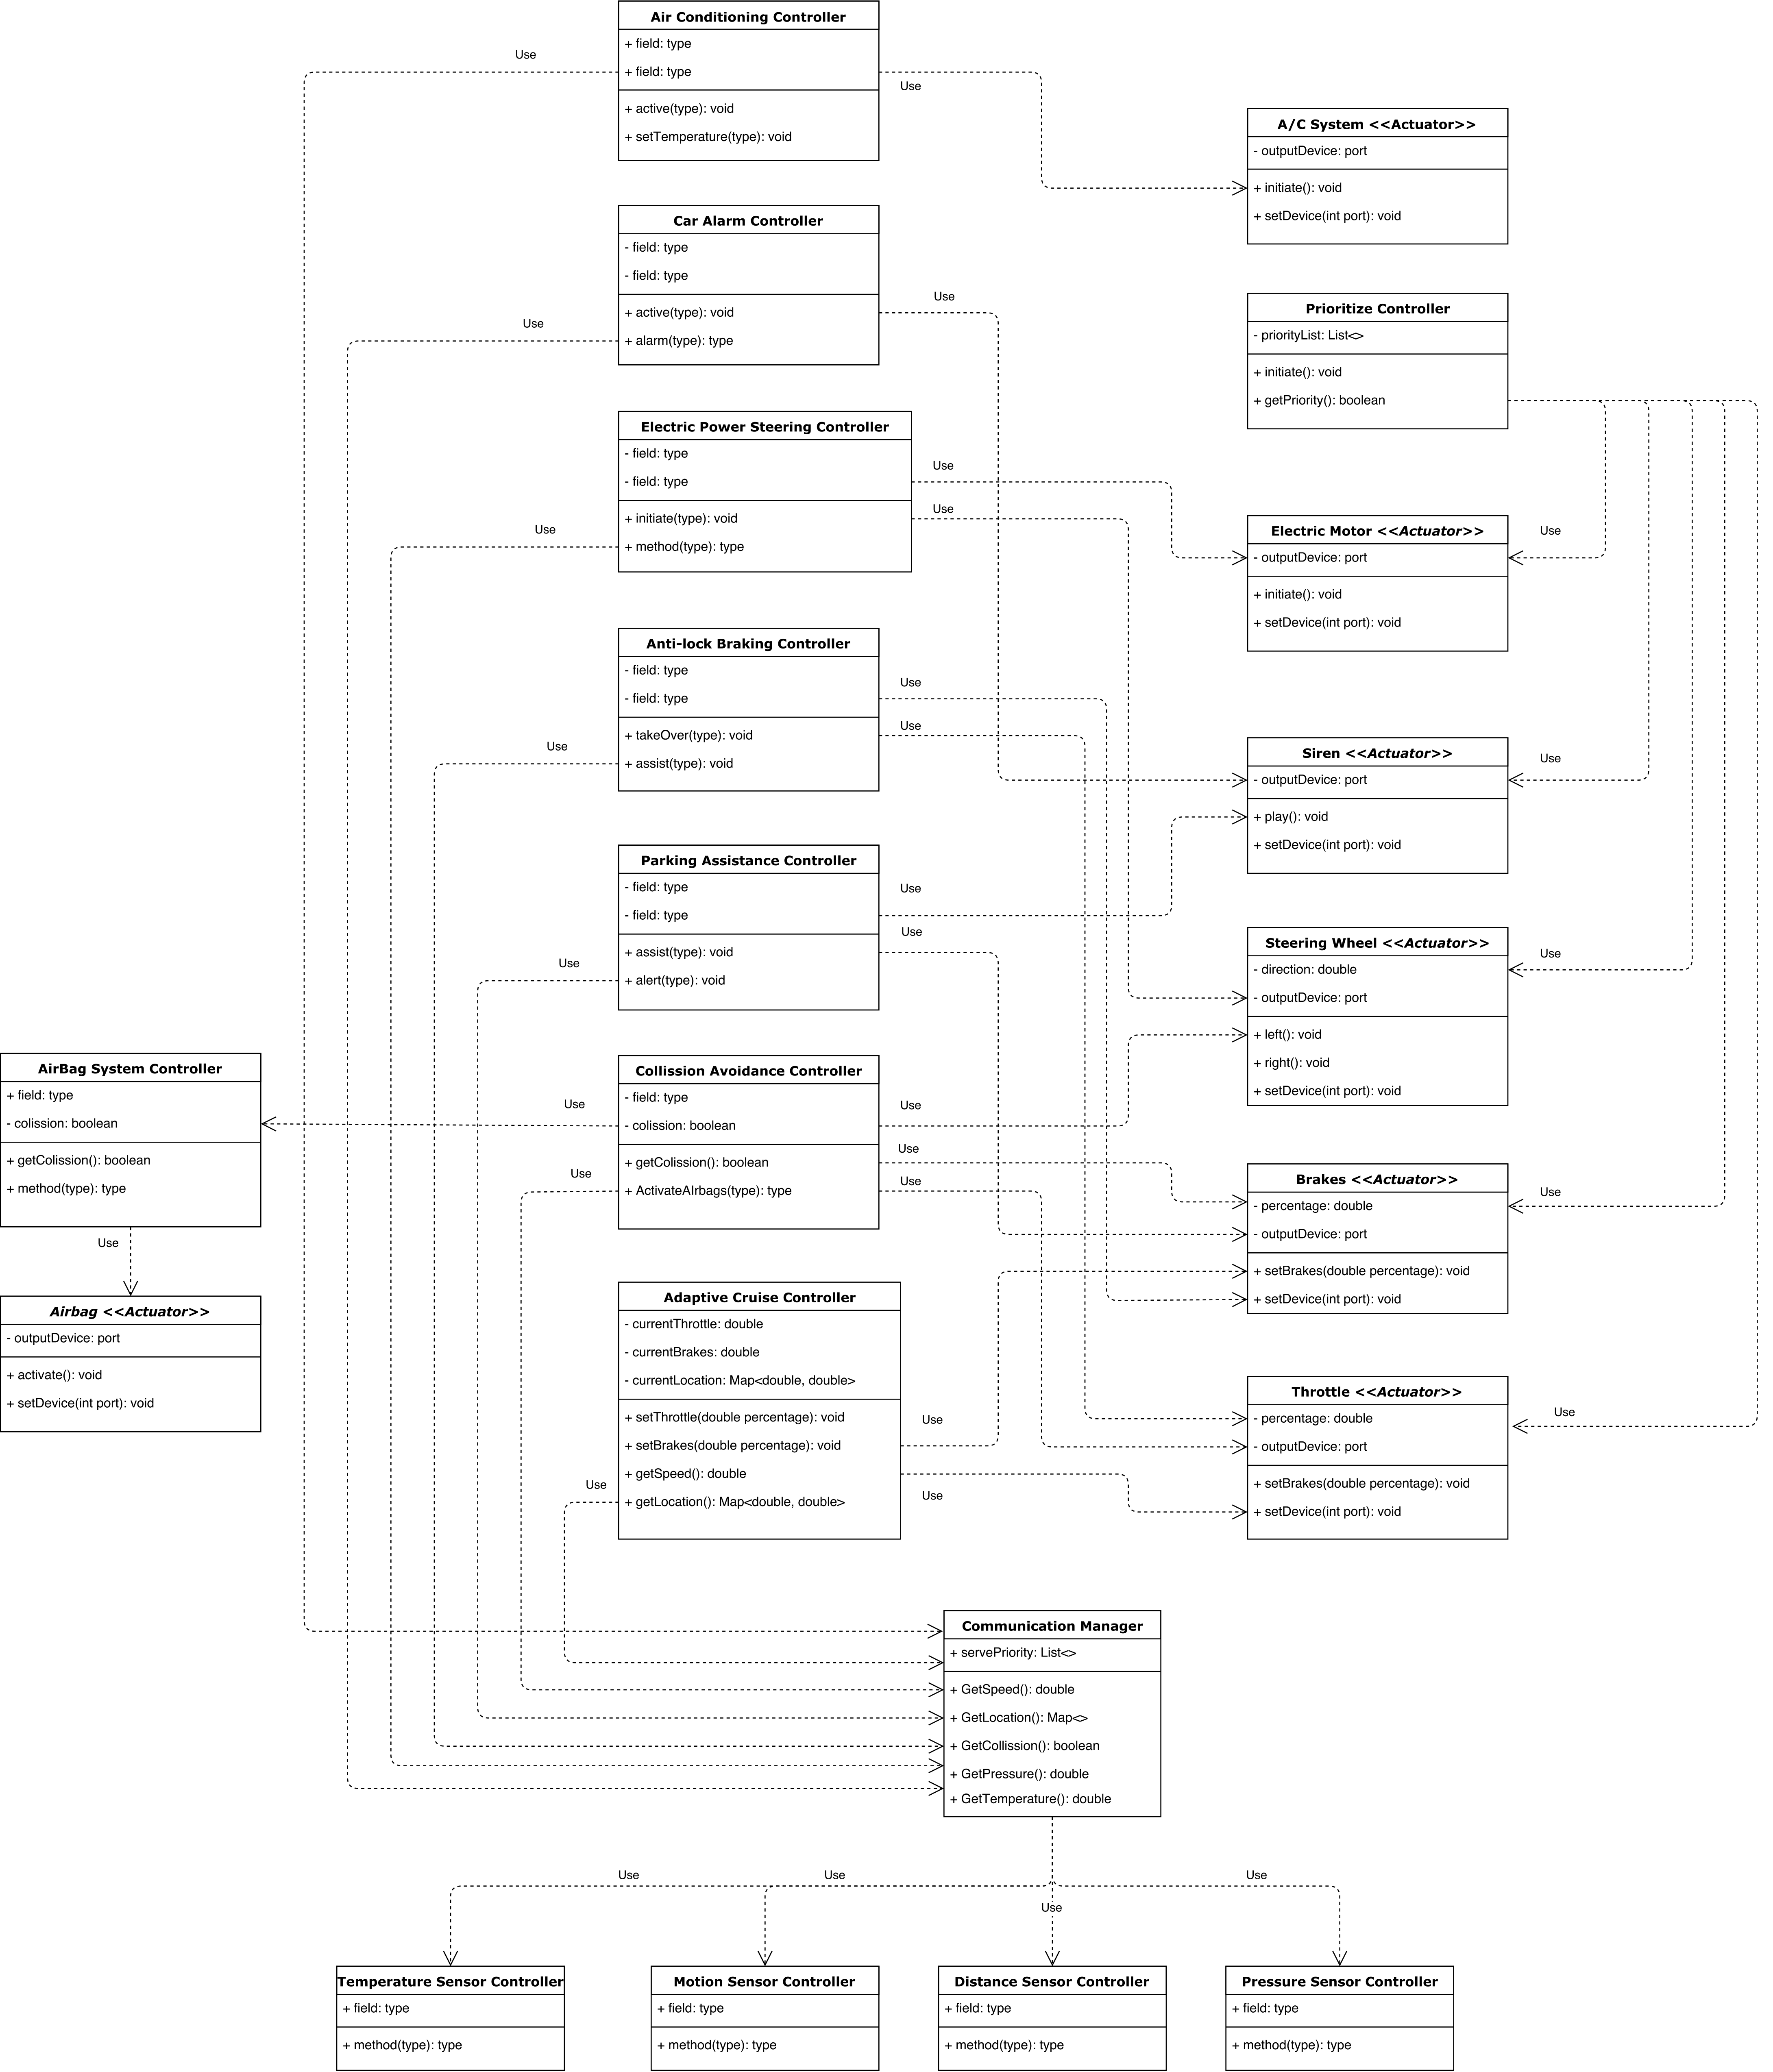 Air Conditioning Controller
+ field: type
+ field: type
+ active(type): void
+ setTemperature(type): void
Use
Use
A/C System <<Actuator>>
- outputDevice: port
+ initiate(): void
+ setDevice(int port): void
Car Alarm Controller
- field: type
- field: type
+ active(type): void
+ alarm(type): type
Use
Use
Prioritize Controller
- priorityList: List<>
+ initiate(): void
+ getPriority(): boolean
Electric Power Steering Controller
- field: type
- field: type
+ initiate(type): void
+ method(type): type
Use
Use
Use
Electric Motor <<Actuator>>
- outputDevice: port
+ initiate(): void
+ setDevice(int port): void
Use
Anti-lock Braking Controller
- field: type
- field: type
+ takeOver(type): void
+ assist(type): void
Use
Use
Use
Siren <<Actuator>>
- outputDevice: port
+ play(): void
+ setDevice(int port): void
Use
Parking Assistance Controller
- field: type
- field: type
+ assist(type): void
+ alert(type): void
Use
Use
Use
Steering Wheel <<Actuator>>
- direction: double
- outputDevice: port
+ left(): void
+ right(): void
+ setDevice(int port): void
Use
AirBag System Controller
+ field: type
- colission: boolean
+ getColission(): boolean
+ method(type): type
Use
Collission Avoidance Controller
- field: type
- colission: boolean
+ getColission(): boolean
+ ActivateAIrbags(type): type
Use
Use
Use
Use
Use
Brakes <<Actuator>>
- percentage: double
- outputDevice: port
+ setBrakes(double percentage): void
+ setDevice(int port): void
Use
Airbag <<Actuator>>
- outputDevice: port
+ activate(): void
+ setDevice(int port): void
Adaptive Cruise Controller
- currentThrottle: double
- currentBrakes: double
- currentLocation: Map<double, double>
+ setThrottle(double percentage): void
+ setBrakes(double percentage): void
+ getSpeed(): double
+ getLocation(): Map<double, double>
Use
Use
Use
Throttle <<Actuator>>
- percentage: double
- outputDevice: port
+ setBrakes(double percentage): void
+ setDevice(int port): void
Use
Communication Manager
+ servePriority: List<>
+ GetSpeed(): double
+ GetLocation(): Map<>
+ GetCollission(): boolean
+ GetPressure(): double
+ GetTemperature(): double
Use
Use
Use
Use
Temperature Sensor Controller
+ field: type
+ method(type): type
Motion Sensor Controller
+ field: type
+ method(type): type
Distance Sensor Controller
+ field: type
+ method(type): type
Pressure Sensor Controller
+ field: type
+ method(type): type